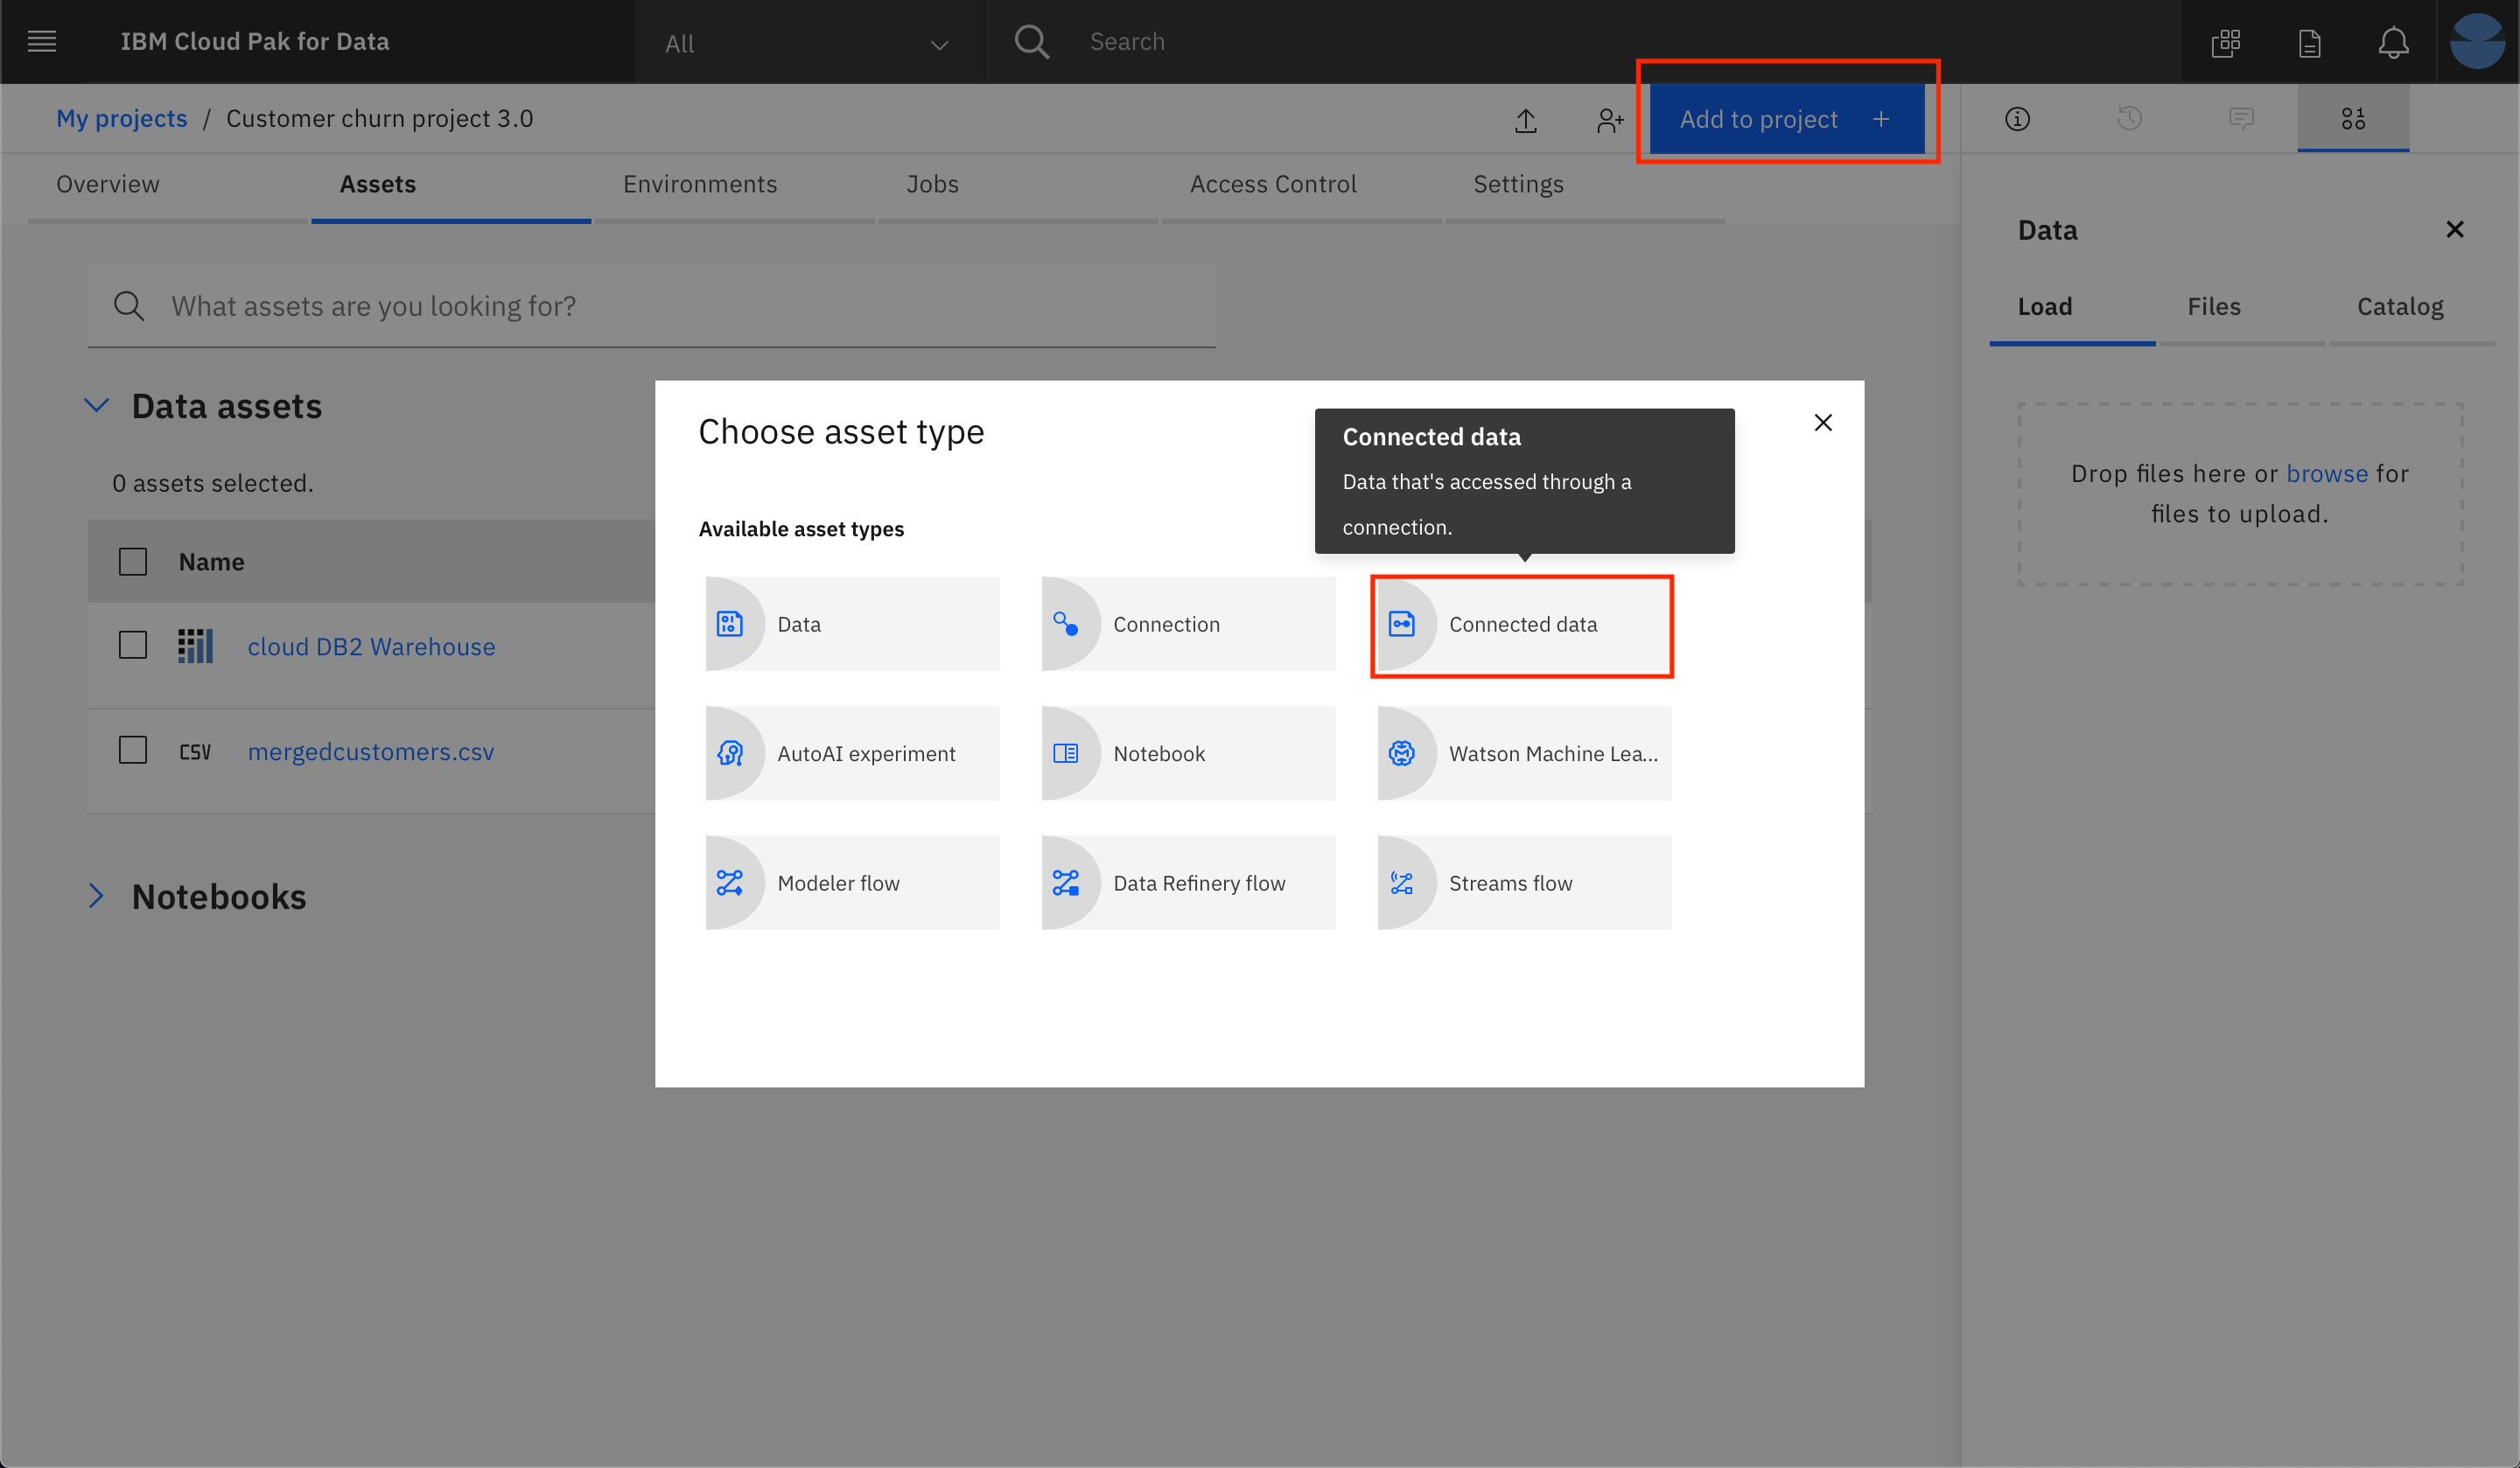 IBM Cloud Pak for Data
All
Search
My projects / Customer churn project 3.0
Add to project +
Overview
Assets
Environments
Jobs
Access Control
Settings
Data
Load
Files
Catalog
What assets are you looking for?
Drop files here or browse for
files to upload.
Data assets
0 assets selected.
Name
cloud DB2 Warehouse
CSV
mergedcustomers.csv
Notebooks
Choose asset type
Connected data
Data that's accessed through a
connection.
Available asset types
Data
Connection
Connected data
AutoAI experiment
Notebook
Watson Machine Lea...
Modeler flow
Data Refinery flow
Streams flow